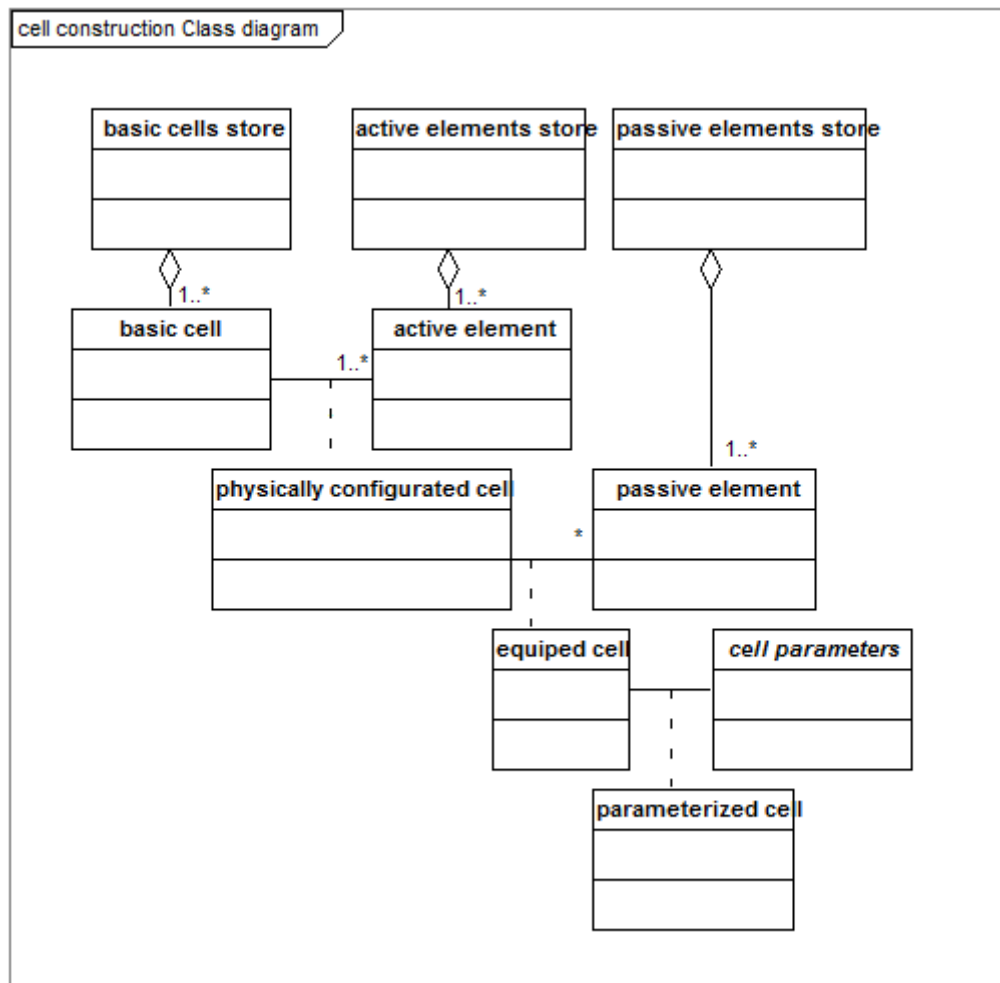 cell construction Class diagram
basic cells store
active elements store
passive elements store
1..*
1..*
basic cell
active element
1..*
1..*
physically configurated cell
passive element
*
equiped cell
cell parameters
parameterized cell